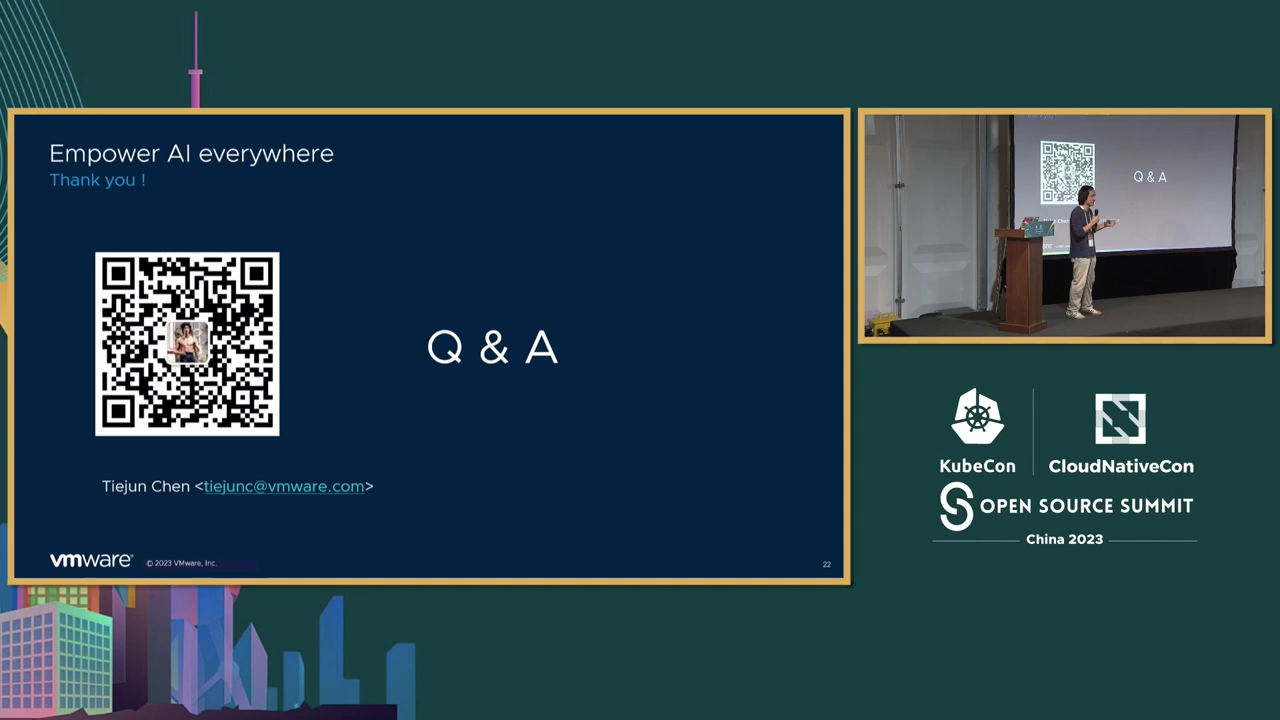 Empower AI everywhere
Thank you !
Q & A
Tiejun Chen <tiejunc@vmware.com>
vmware® © 2023 VMware, Inc.
22
Q & A
KubeCon
CloudNativeCon
OPEN SOURCE SUMMIT
China 2023